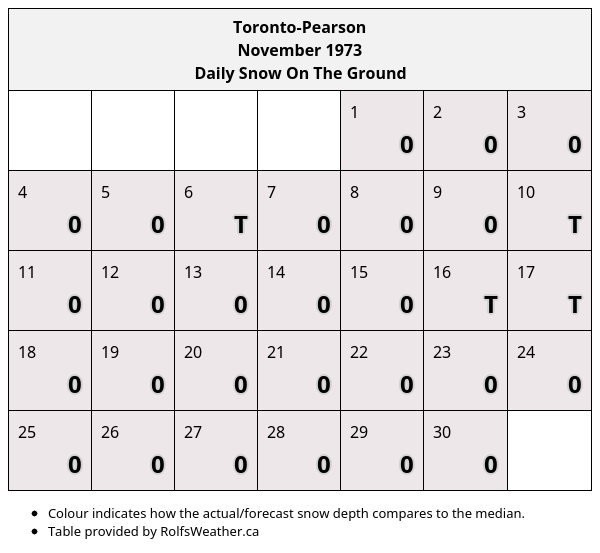 Toronto-Pearson
November 1973
Daily Snow On The Ground
1 2 3
0 0 0
4 5 6 7 8 9 10
0 0 T 0 0 0 T
11 12 13 14 15 16 17
0 0 0 0 0 T T
18 19 20 21 22 23 24
0 0 0 0 0 0 0
25 26 27 28 29 30
0 0 0 0 0 0
• Colour indicates how the actual/forecast snow depth compares to the median.
• Table provided by RolfsWeather.ca